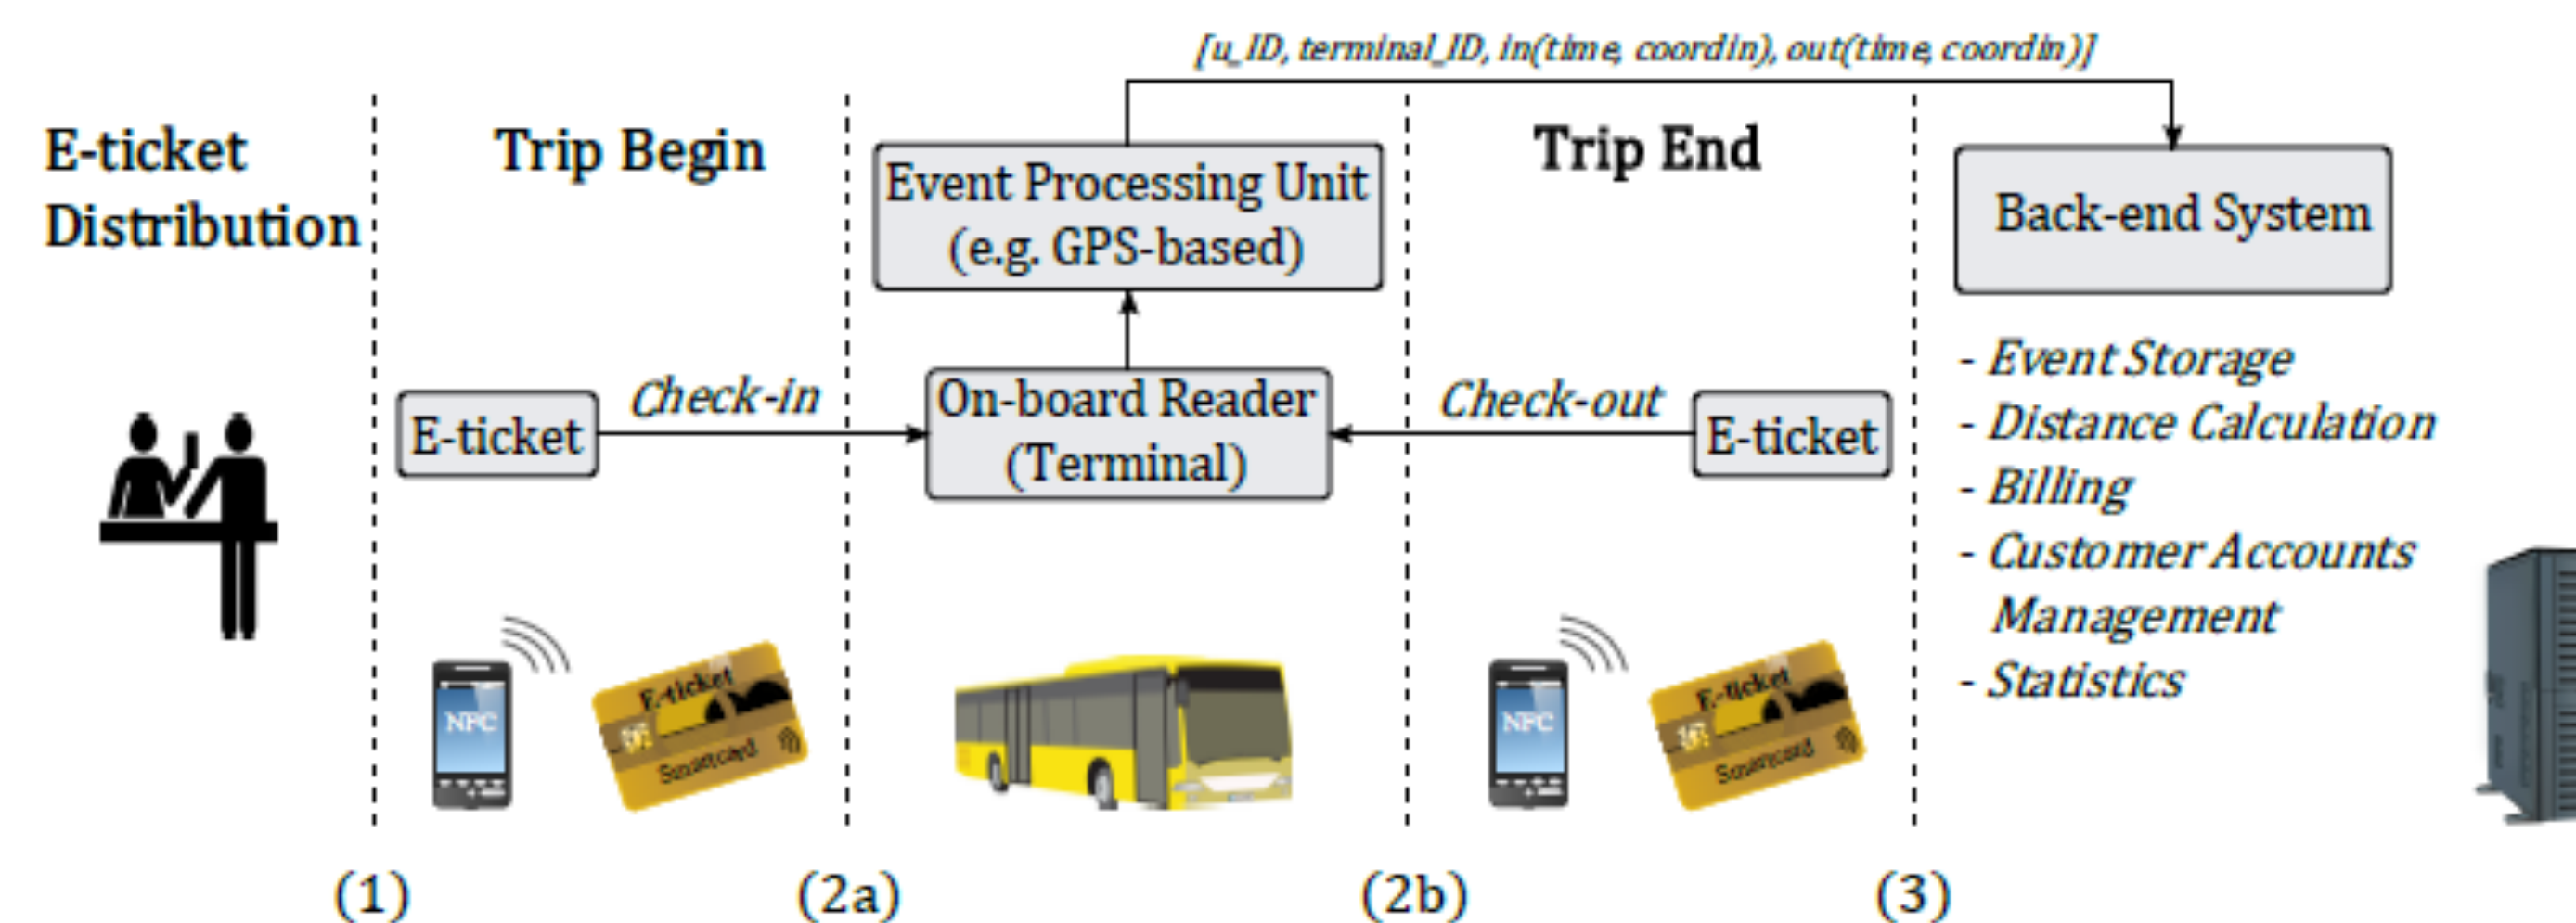 [u_ID, terminal_ID, in(time, coordin), out(time, coordin)]
E-ticket
Distribution
Trip Begin
Event Processing Unit
(e.g. GPS-based)
Trip End
Back-end System
E-ticket
Check-in
On-board Reader
(Terminal)
Check-out
E-ticket
- Event Storage
- Distance Calculation
- Billing
- Customer Accounts
Management
- Statistics
NFC
E-ticket
Smartcard
NFC
E-ticket
Smartcard
(1)
(2a)
(2b)
(3)